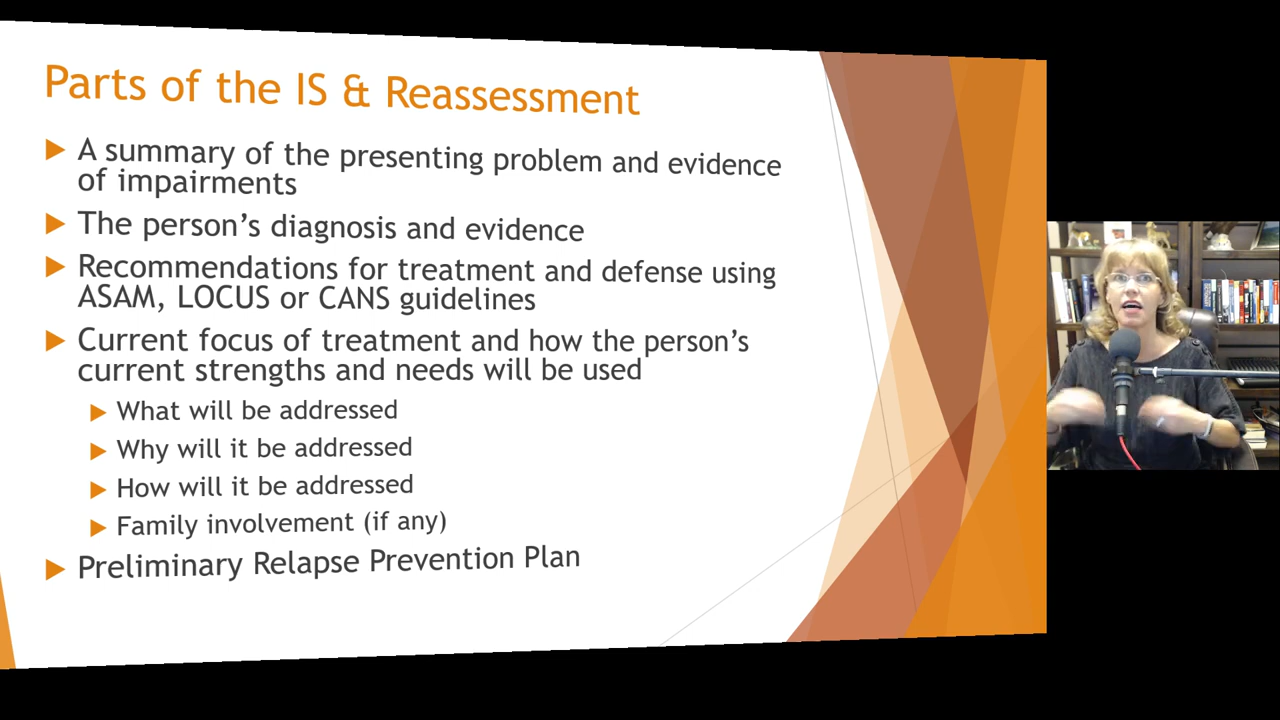 Parts of the IS & Reassessment
A summary of the presenting problem and evidence
of impairments
The person’s diagnosis and evidence
Recommendations for treatment and defense using
ASAM, LOCUS or CANS guidelines
Current focus of treatment and how the person’s
current strengths and needs will be used
What will be addressed
Why will it be addressed
How will it be addressed
Family involvement (if any)
Preliminary Relapse Prevention Plan